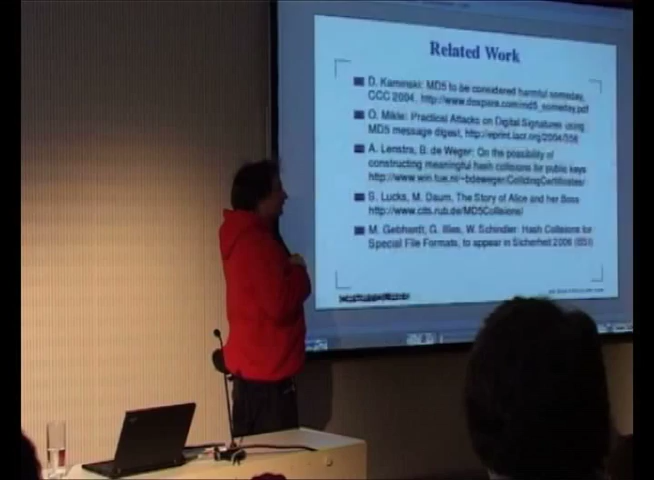 Related Work
D. Kaminski: MD5 to be considered harmful someday,
CCC 2004, http://www.doxpara.com/md5_someday.pdf
O. Mikle: Practical Attacks on Digital Signatures using
MD5 message digest, http://eprint.iacr.org/2004/356
A. Lenstra, B. de Weger: On the possibility of
constructing meaningful hash collisions for public keys
http://www.win.tue.nl/~bdeweger/CollidingCertificates/
S. Lucks, M. Daum, The Story of Alice and her Boss
http://www.cits.rub.de/MD5Collisions/
M. Gebhardt, G. Illies, W. Schindler: Hash Collisions for
Special File Formats, to appear in Sicherheit 2006